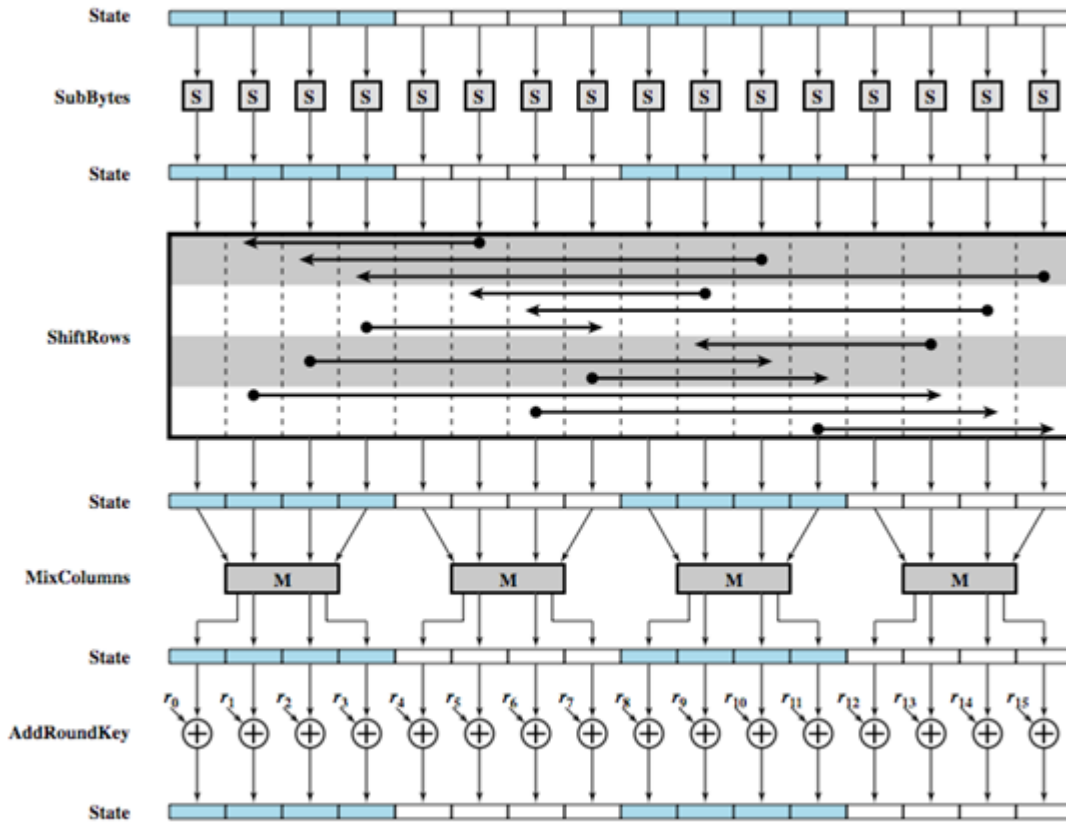 State
SubBytes S S S S S S S S S S S S S S S S
State
ShiftRows
State
MixColumns M M M M
State
r0 r1 r2 r3 r4 r5 r6 r7 r8 r9 r10 r11 r12 r13 r14 r15
AddRoundKey
State